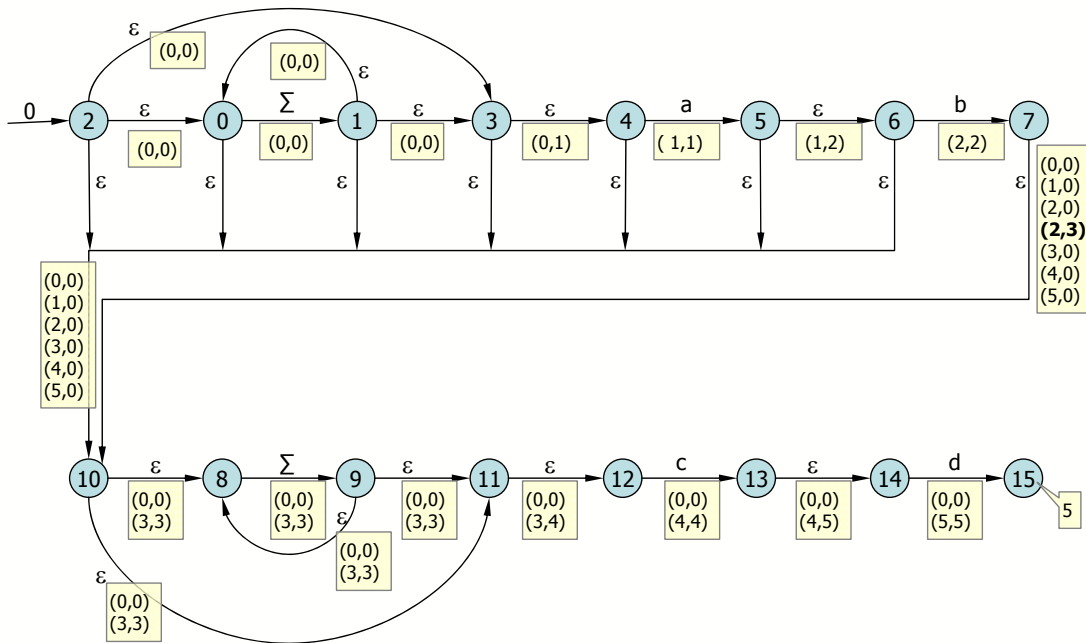 ε
(0,0)
(0,0)
ε
0
2
ε
(0,0)
0
Σ
(0,0)
1
ε
(0,0)
3
ε
(0,1)
4
a
( 1,1)
5
ε
(1,2)
6
b
(2,2)
7
ε
ε
ε
ε
ε
ε
ε
ε
(0,0)
(1,0)
(2,0)
(2,3)
(3,0)
(4,0)
(5,0)
(0,0)
(1,0)
(2,0)
(3,0)
(4,0)
(5,0)
10
ε
(0,0)
(3,3)
8
Σ
(0,0)
(3,3)
9
ε
(0,0)
(3,3)
11
ε
(0,0)
(3,4)
12
c
(0,0)
(4,4)
13
ε
(0,0)
(4,5)
14
d
(0,0)
(5,5)
15
5
ε
(0,0)
(3,3)
ε
(0,0)
(3,3)